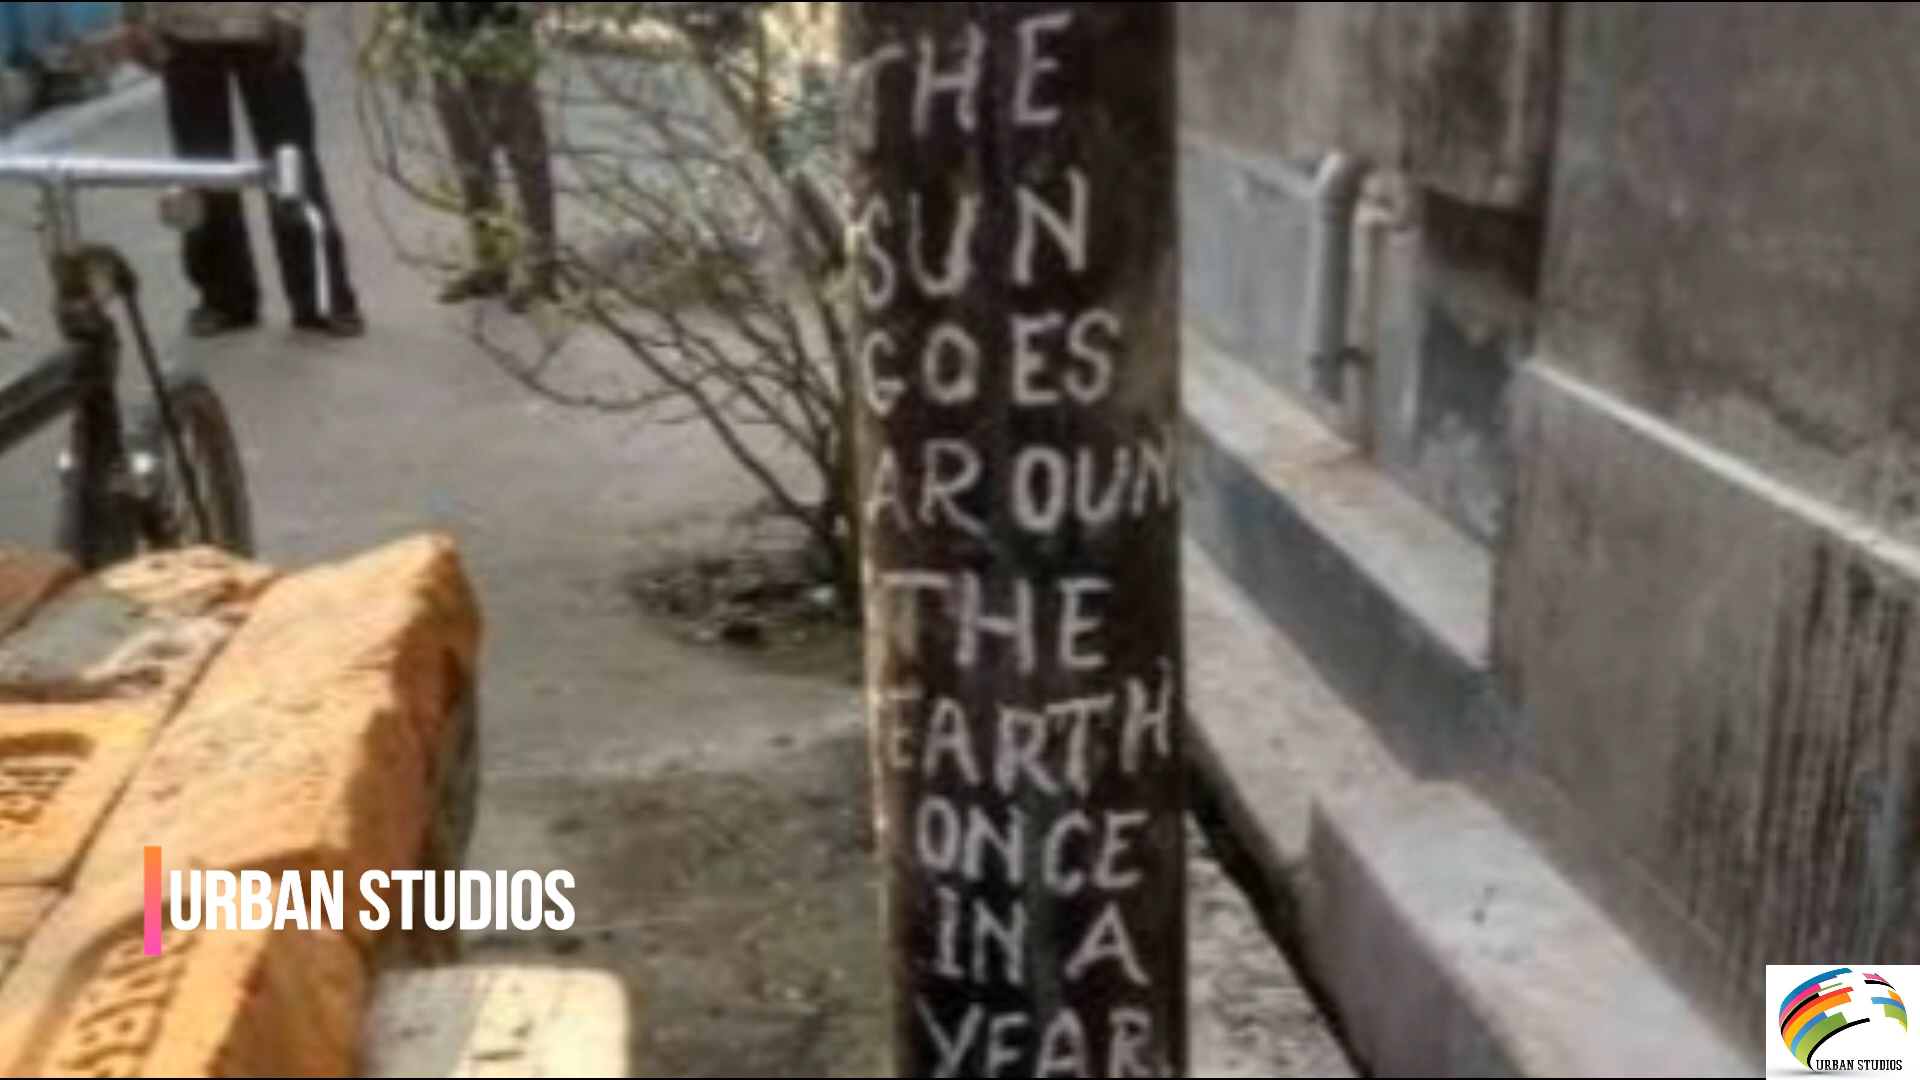 THE
SUN
GOES
AROUN
THE
EARTH
ONCE
IN A
YEAR.
URBAN STUDIOS
URBAN STUDIOS